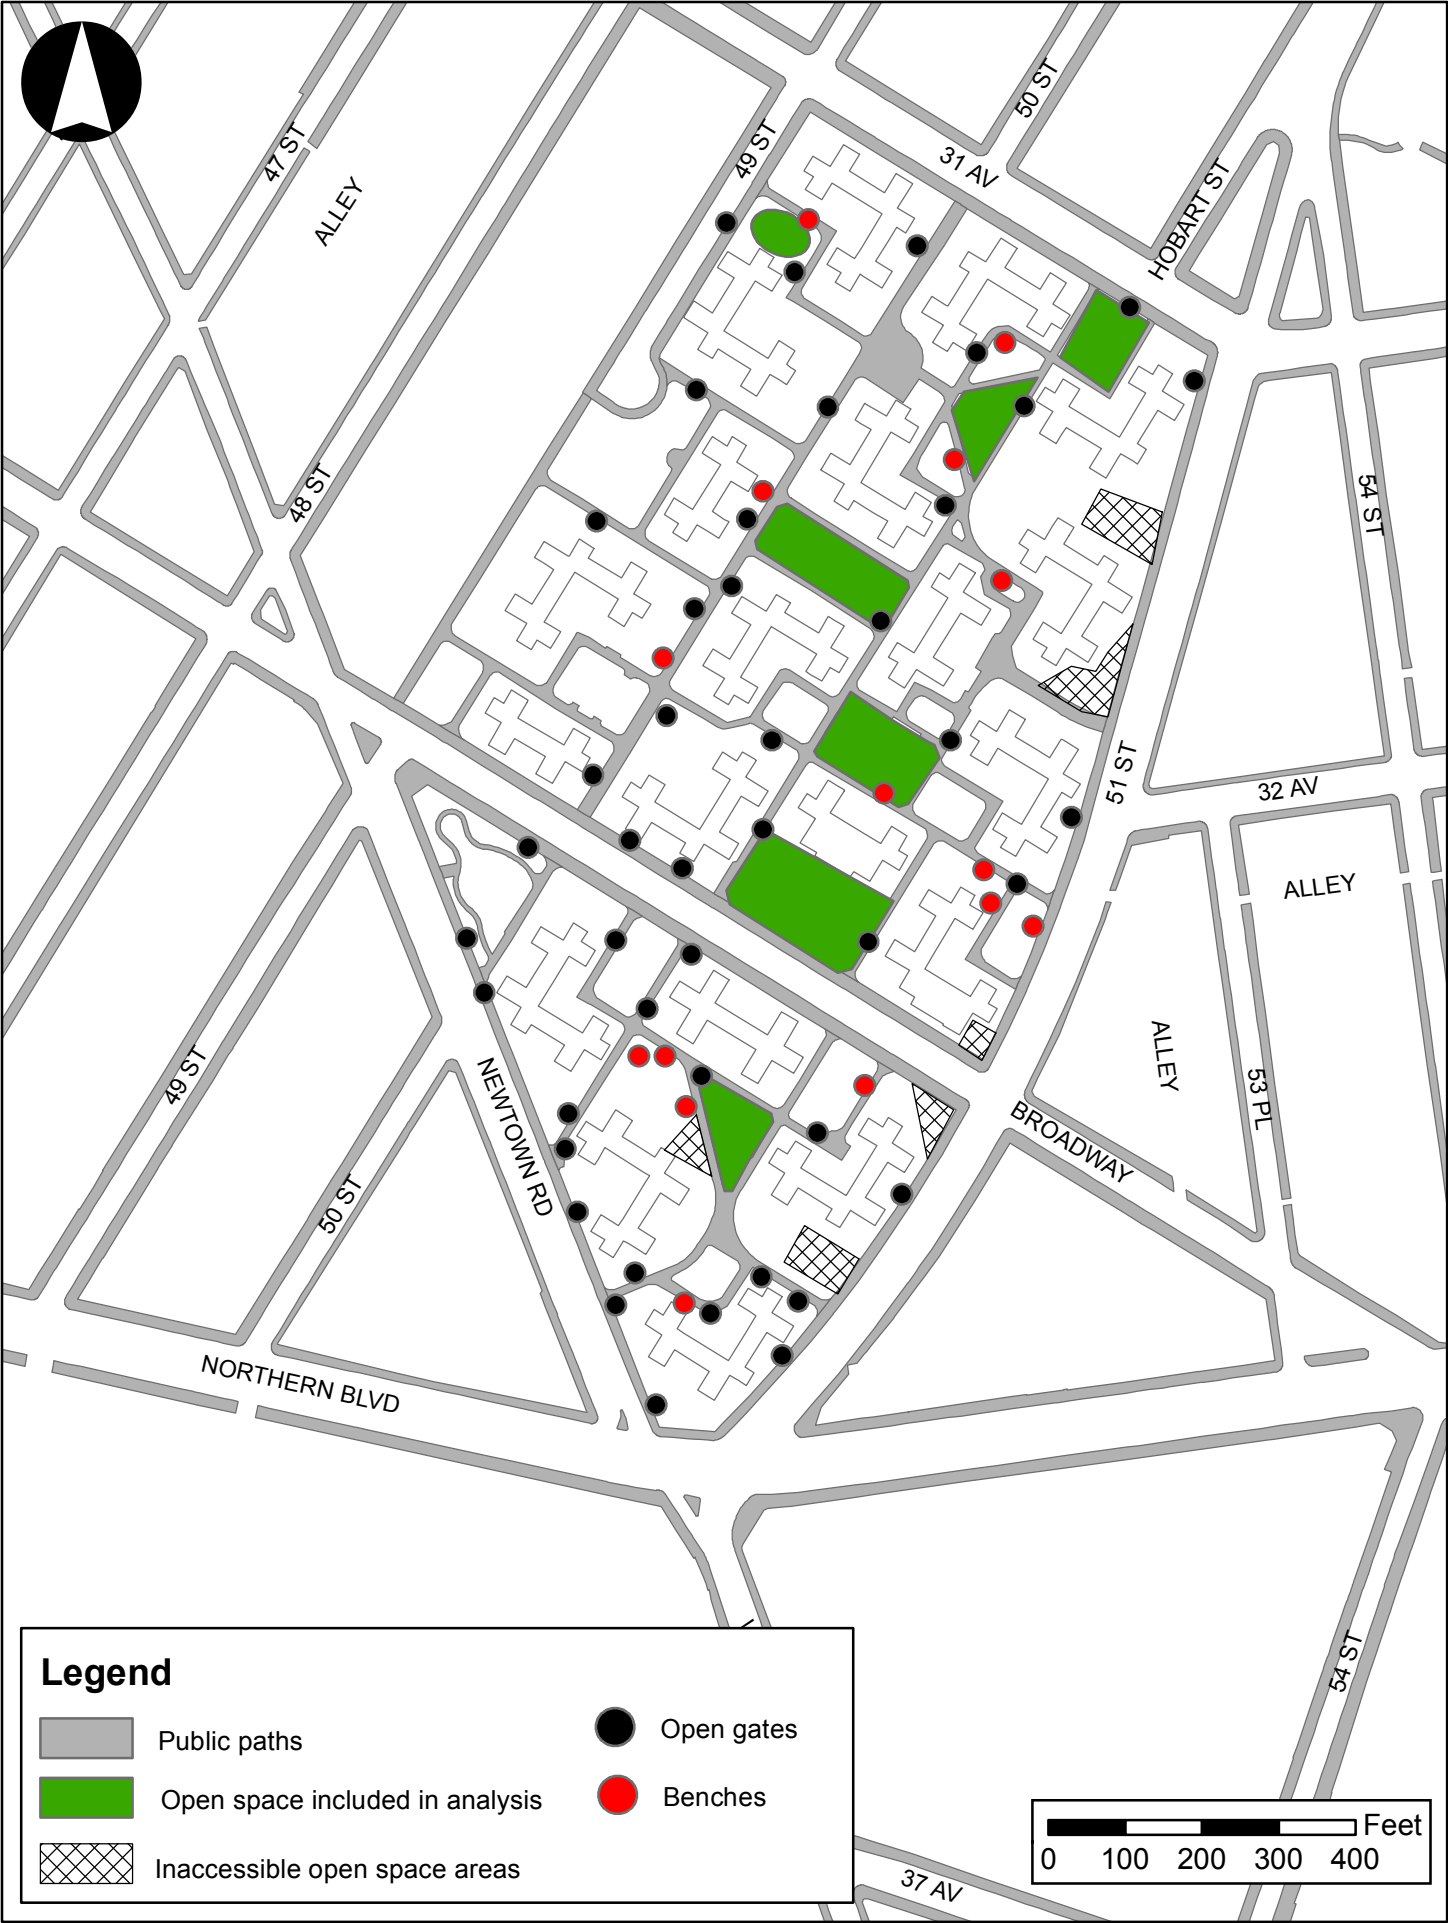 50 ST
47 ST
49 ST
31 AV
ALLEY
HOBART ST
48 ST
54 ST
51 ST
32 AV
ALLEY
ALLEY
49 ST
NEWTOWN RD
53 PL
BROADWAY
50 ST
NORTHERN BLVD
54 ST
37 AV
Legend
Public paths
Open space included in analysis
Inaccessible open space areas
Open gates
Benches
Feet
0 100 200 300 400